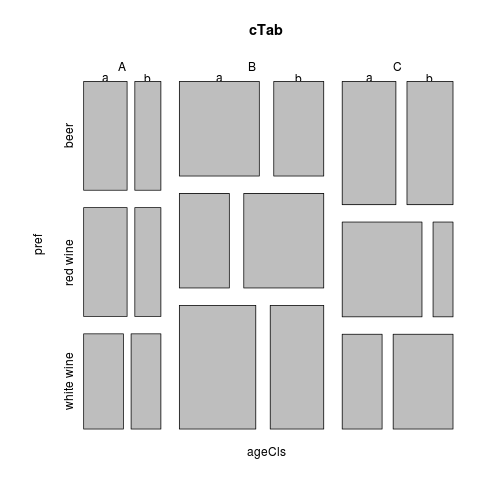 cTab
A B C
a b a b a b
beer
red wine
white wine
pref
ageCls